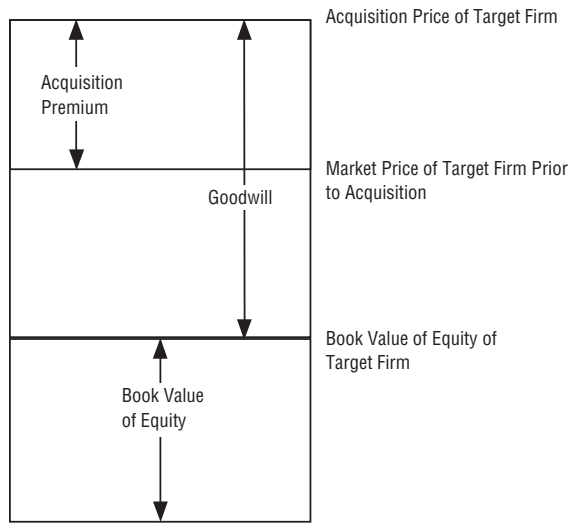 Acquisition Price of Target Firm
Acquisition
Premium
Market Price of Target Firm Prior
to Acquisition
Goodwill
Book Value of Equity of
Target Firm
Book Value
of Equity